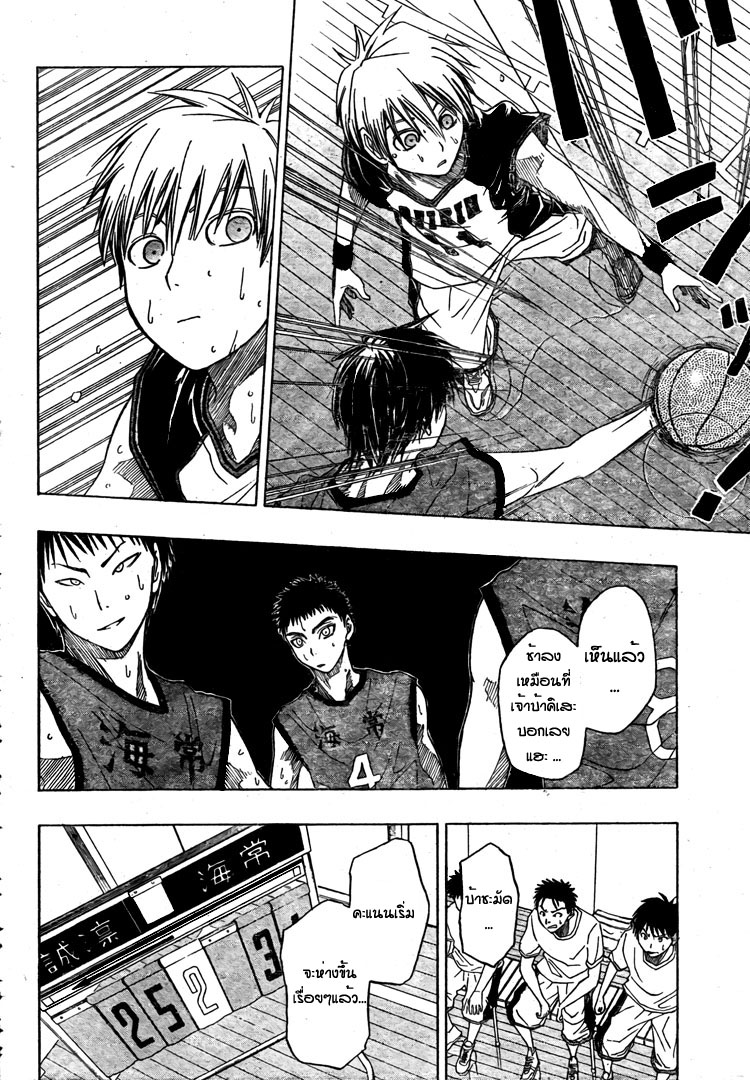 SEIRIN
11
เห็นแล้ว
...
ช้าลง
เหมือนที่
เจ้าบ้าคิเสะ
บอกเลย
แฮะ ...
海常
海常
4
บ้าชะมัด
...
คะแนนเริ่ม
จะห่างขึ้น
เรื่อยๆแล้ว...
海常
誠凛
25
2
3